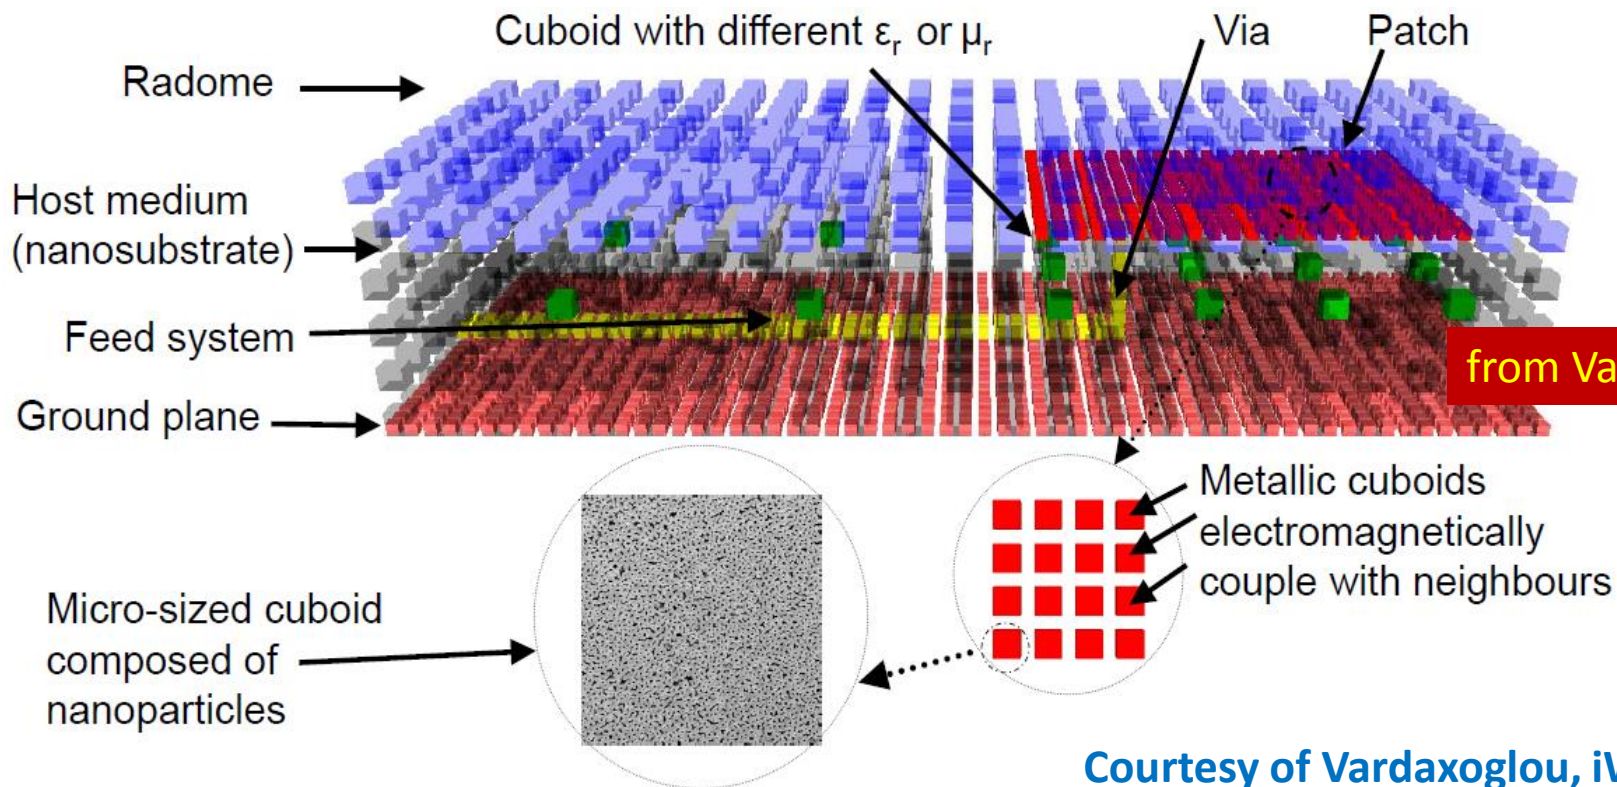 Cuboid with different εr or μr
Via
Patch
Radome
Host medium
(nanosubstrate)
Feed system
Ground plane
from Va
Metallic cuboids
electromagnetically
couple with neighbours
Micro-sized cuboid
composed of
nanoparticles
Courtesy of Vardaxoglou,